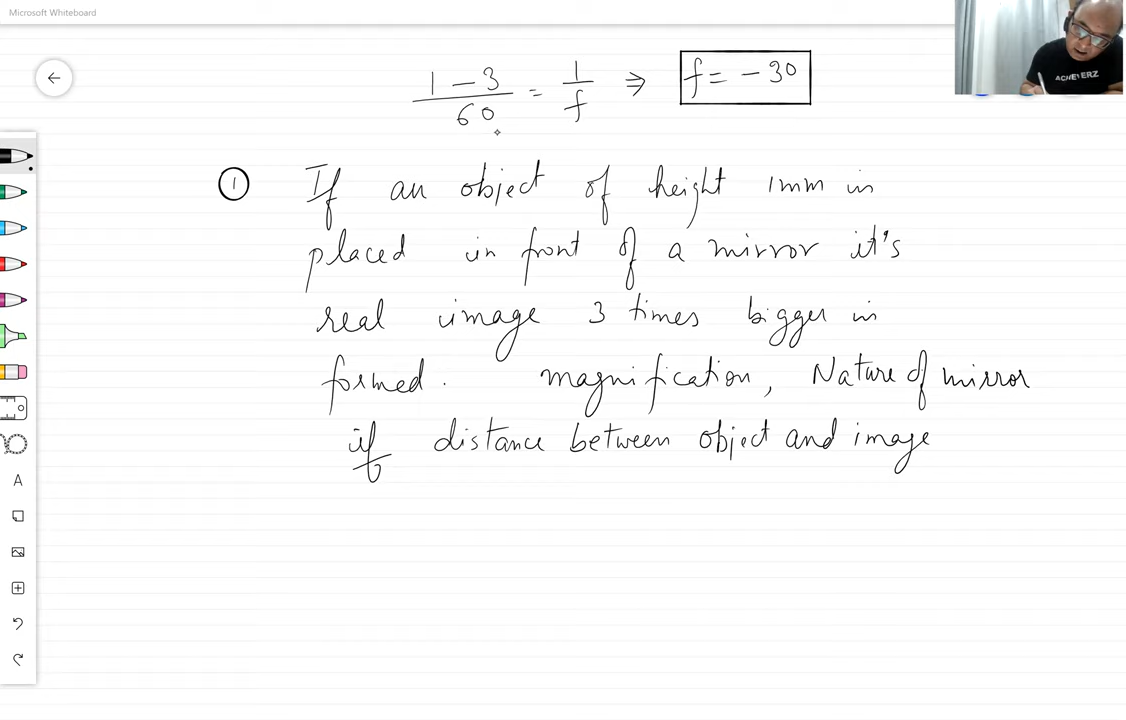 Microsoft Whiteboard
ACHEVERZ
1 - 3 / 60 = 1 / f ⇒ f = - 30
① If an object of height 1mm is
placed in front of a mirror it's
real image 3 times bigger is
formed. magnification, Nature of mirror
if distance between object and image
A